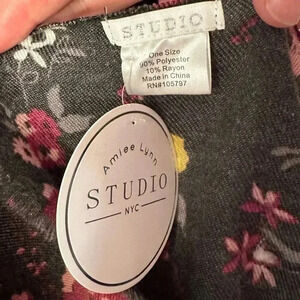 STUDIO
One Size
90% Polyester
10% Rayon
Made in China
RN#105797
Amiee Lynn
STUDIO
NYC